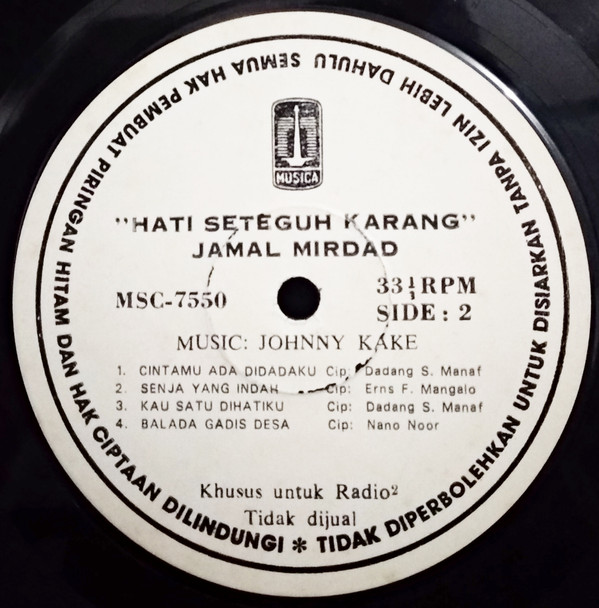 SEMUA HAK PEMBUAT PIRINGAN HITAM DAN HAK CIPTAAN DILINDUNGI * TIDAK DIPERBOLEHKAN UNTUK DISIARKAN TANPA IZIN LEBIH DAHULU
MUSICA
"HATI SETEGUH KARANG"
JAMAL MIRDAD
MSC-7550
33⅓ RPM
SIDE : 2
MUSIC: JOHNNY KAKE
1. CINTAMU ADA DIDADAKU Cip: Dadang S. Manaf
2. SENJA YANG INDAH Cip: Erns F. Mangalo
3. KAU SATU DIHATIKU Cip: Dadang S. Manaf
4. BALADA GADIS DESA Cip: Nano Noor
Khusus untuk Radio²
Tidak dijual